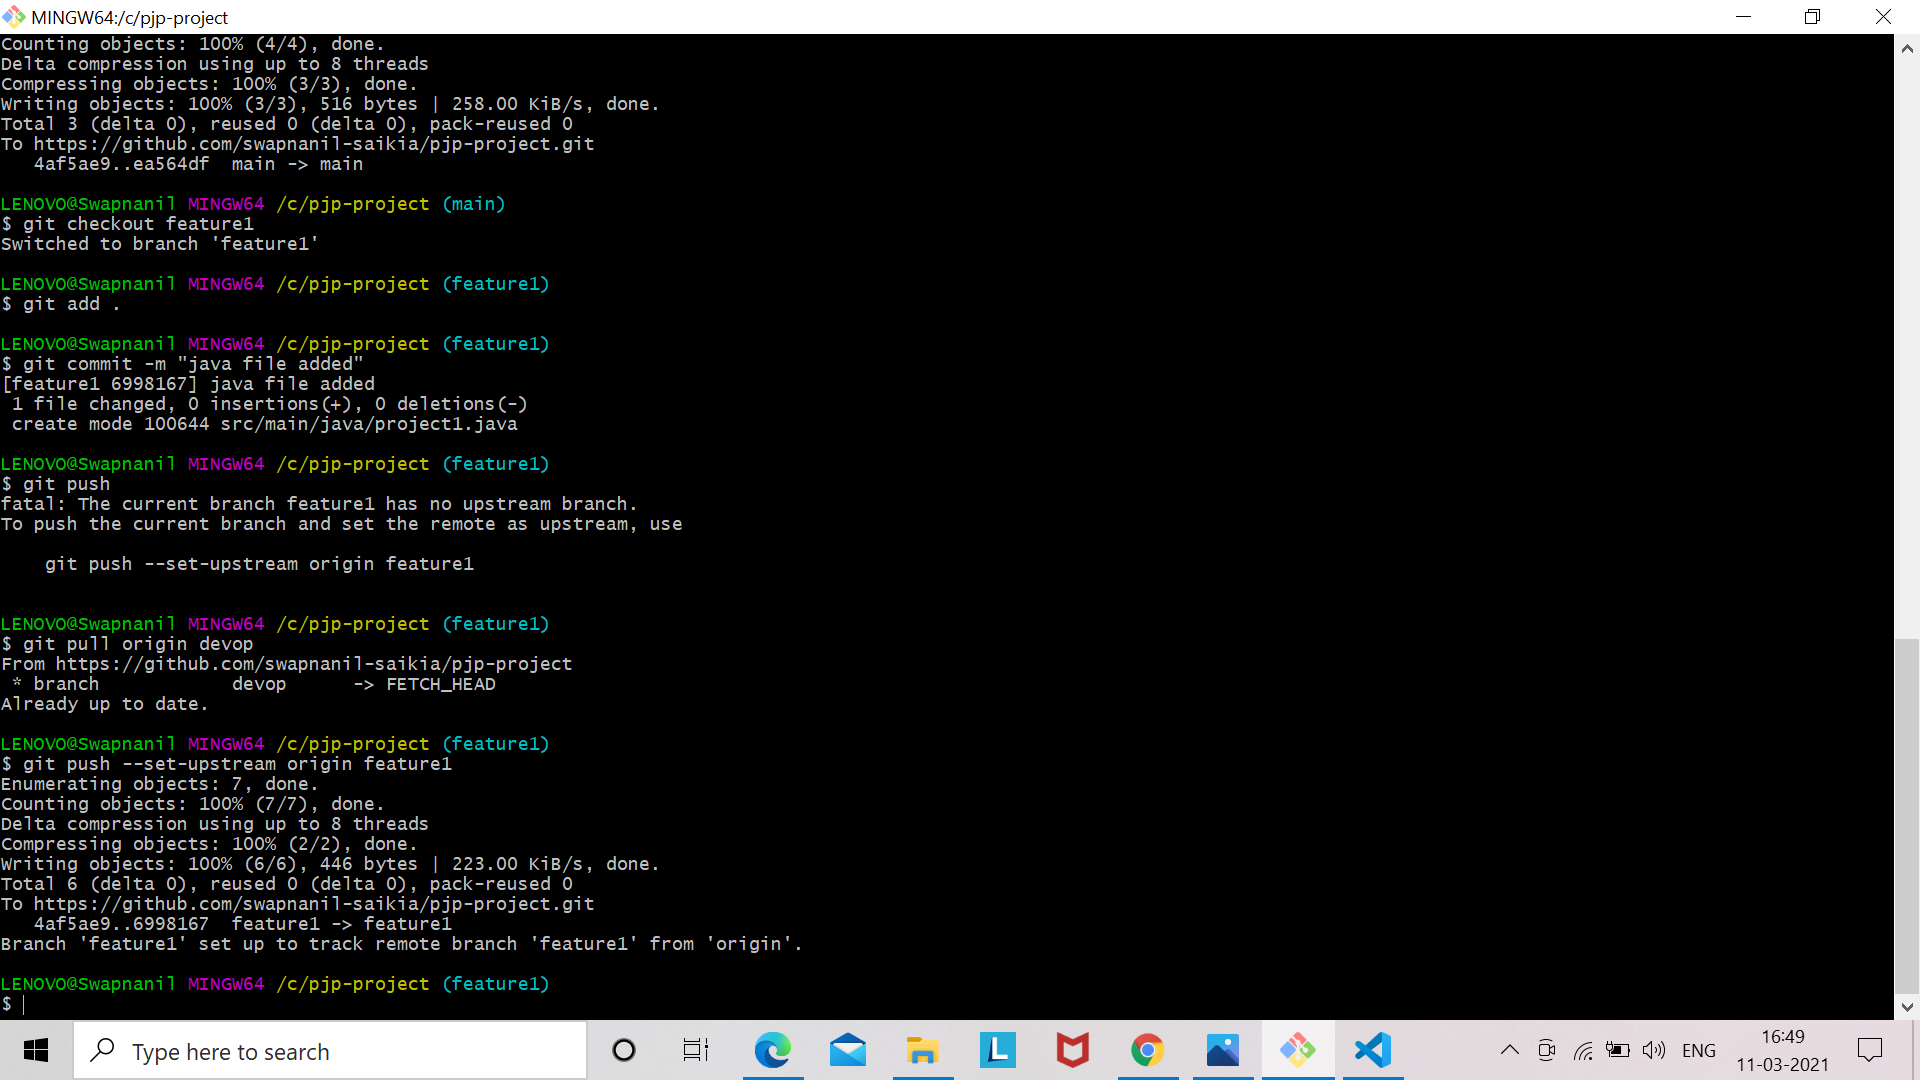 MINGW64:/c/pjp-project
Counting objects: 100% (4/4), done.
Delta compression using up to 8 threads
Compressing objects: 100% (3/3), done.
Writing objects: 100% (3/3), 516 bytes | 258.00 KiB/s, done.
Total 3 (delta 0), reused 0 (delta 0), pack-reused 0
To https://github.com/swapnanil-saikia/pjp-project.git
   4af5ae9..ea564df  main -> main
LENOVO@Swapnanil MINGW64 /c/pjp-project (main)
$ git checkout feature1
Switched to branch 'feature1'
LENOVO@Swapnanil MINGW64 /c/pjp-project (feature1)
$ git add .
LENOVO@Swapnanil MINGW64 /c/pjp-project (feature1)
$ git commit -m "java file added"
[feature1 6998167] java file added
 1 file changed, 0 insertions(+), 0 deletions(-)
 create mode 100644 src/main/java/project1.java
LENOVO@Swapnanil MINGW64 /c/pjp-project (feature1)
$ git push
fatal: The current branch feature1 has no upstream branch.
To push the current branch and set the remote as upstream, use
    git push --set-upstream origin feature1
LENOVO@Swapnanil MINGW64 /c/pjp-project (feature1)
$ git pull origin devop
From https://github.com/swapnanil-saikia/pjp-project
 * branch            devop      -> FETCH_HEAD
Already up to date.
LENOVO@Swapnanil MINGW64 /c/pjp-project (feature1)
$ git push --set-upstream origin feature1
Enumerating objects: 7, done.
Counting objects: 100% (7/7), done.
Delta compression using up to 8 threads
Compressing objects: 100% (2/2), done.
Writing objects: 100% (6/6), 446 bytes | 223.00 KiB/s, done.
Total 6 (delta 0), reused 0 (delta 0), pack-reused 0
To https://github.com/swapnanil-saikia/pjp-project.git
   4af5ae9..6998167  feature1 -> feature1
Branch 'feature1' set up to track remote branch 'feature1' from 'origin'.
LENOVO@Swapnanil MINGW64 /c/pjp-project (feature1)
$
Type here to search
L
ENG
16:49
11-03-2021